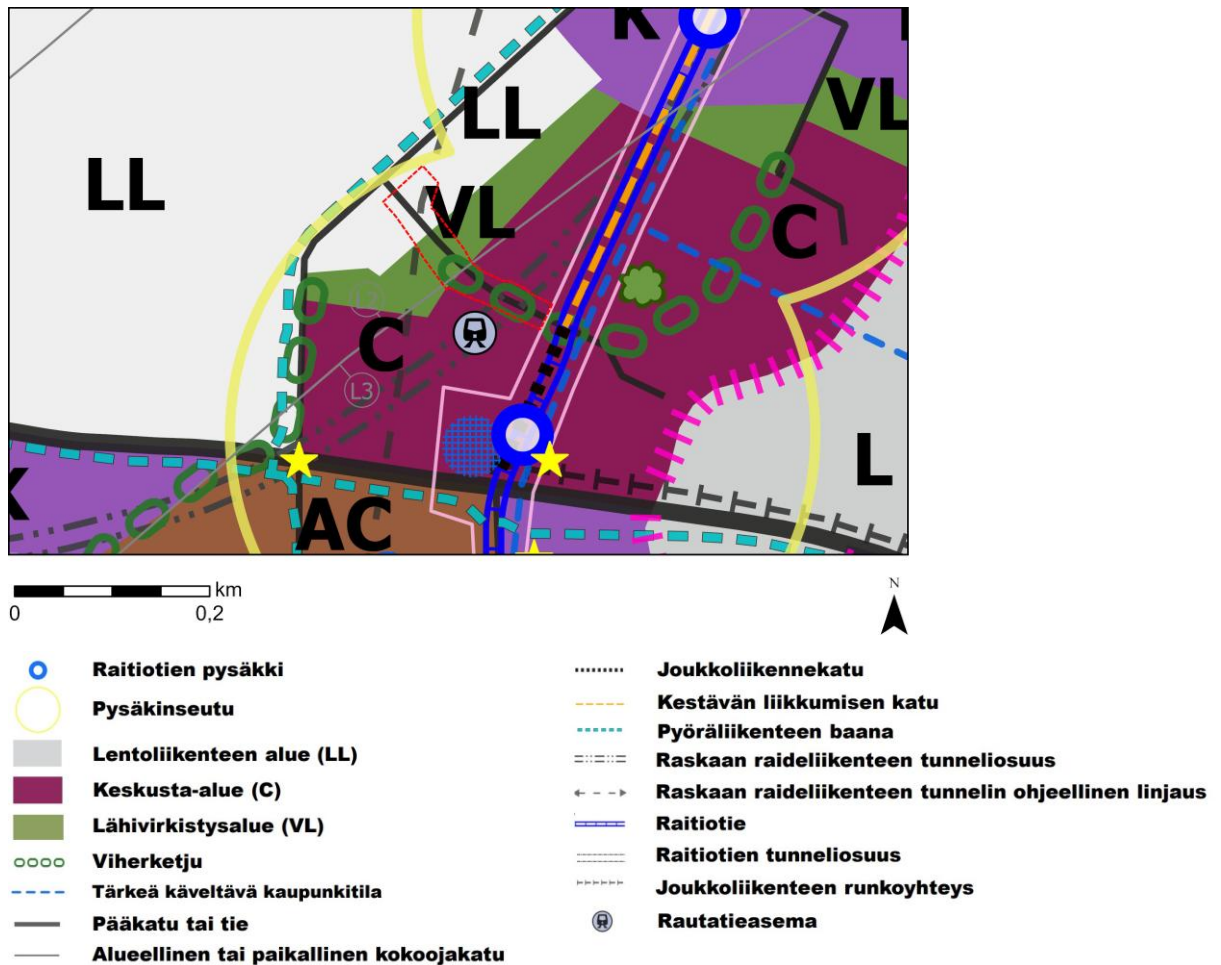 K
LL
VL
LL
VL
C
L2
C
L3
L
K
AC
km
0
0,2
N
Raitiotien pysäkki
Pysäkinseutu
Lentoliikenteen alue (LL)
Keskusta-alue (C)
Lähivirkistysalue (VL)
Viherketju
Tärkeä käveltävä kaupunkitila
Pääkatu tai tie
Alueellinen tai paikallinen kokoojakatu
Joukkoliikennekatu
Kestävän liikkumisen katu
Pyöräliikenteen baana
Raskaan raideliikenteen tunneliosuus
Raskaan raideliikenteen tunnelin ohjeellinen linjaus
Raitiotie
Raitiotien tunneliosuus
Joukkoliikenteen runkoyhteys
Rautatieasema